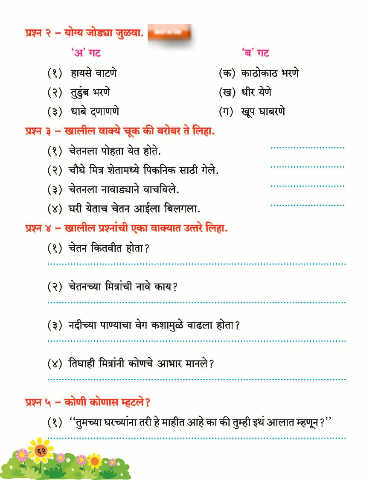 प्रश्न २ – योग्य जोड्या जुळवा.
'अ' गट 'ब' गट
(१) हायसे वाटणे (क) काठोकाठ भरणे
(२) तुडुंब भरणे (ख) धीर येणे
(३) धाबे दणाणणे (ग) खूप घाबरणे
प्रश्न ३ – खालील वाक्ये चूक की बरोबर ते लिहा.
(१) चेतनला पोहता येत होते.
(२) चौघे मित्र शेतामध्ये पिकनिक साठी गेले.
(३) चेतनला नावाड्याने वाचविले.
(४) घरी येताच चेतन आईला बिलगला.
प्रश्न ४ – खालील प्रश्नांची एका वाक्यात उत्तरे लिहा.
(१) चेतन कितवीत होता?
(२) चेतनच्या मित्रांची नावे काय?
(३) नदीच्या पाण्याचा वेग कशामुळे वाढला होता?
(४) तिघाही मित्रांनी कोणचे आभार मानले?
प्रश्न ५ – कोणी कोणास म्हटले?
(१) ‘‘तुमच्या घरच्यांना तरी हे माहीत आहे का की तुम्ही इथं आलात म्हणून?’’